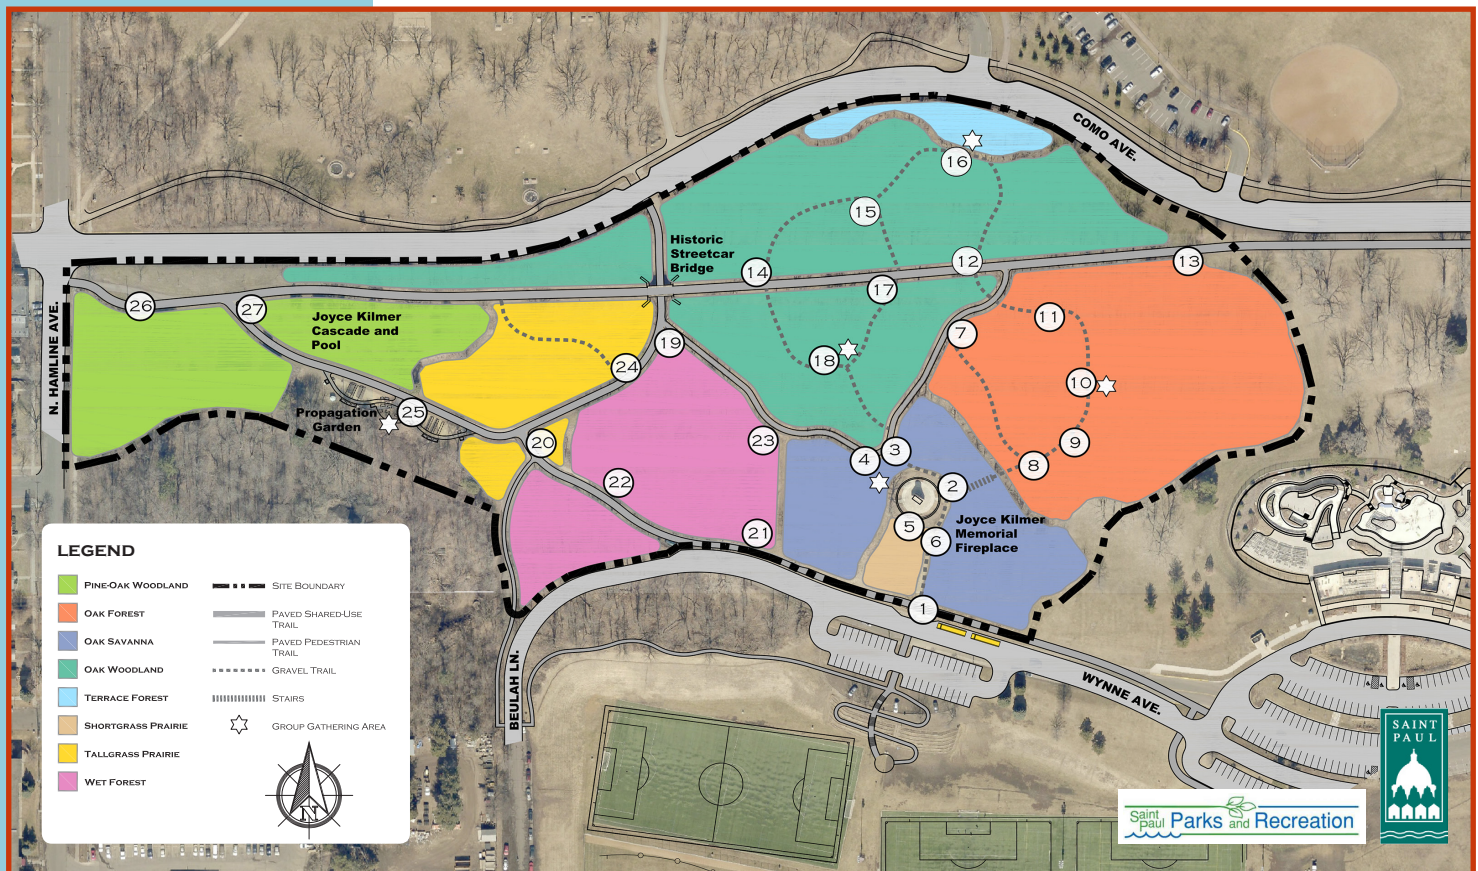 COMO AVE.
16
15
Historic
Streetcar
Bridge
14
12
13
17
26
27
Joyce Kilmer
Cascade and
Pool
N. HAMLINE AVE.
11
7
19
18
24
10
Propagation
Garden
25
20
23
9
3
4
8
22
2
5
6
Joyce Kilmer
Memorial
Fireplace
21
1
BEULAH LN.
WYNNE AVE.
LEGEND
PINE-OAK WOODLAND
OAK FOREST
OAK SAVANNA
OAK WOODLAND
TERRACE FOREST
SHORTGRASS PRAIRIE
TALLGRASS PRAIRIE
WET FOREST
SITE BOUNDARY
PAVED SHARED-USE
TRAIL
PAVED PEDESTRIAN
TRAIL
GRAVEL TRAIL
STAIRS
GROUP GATHERING AREA
N
Saint
Paul Parks and Recreation
SAINT
PAUL